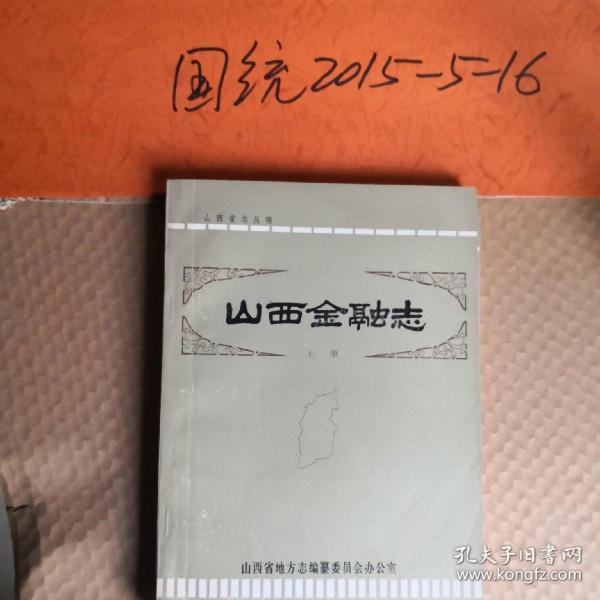 国统2015-5-16
山西省志丛稿
山西金融志
上册
山西省地方志编纂委员会办公室
孔夫子旧书网
www.kongfz.com